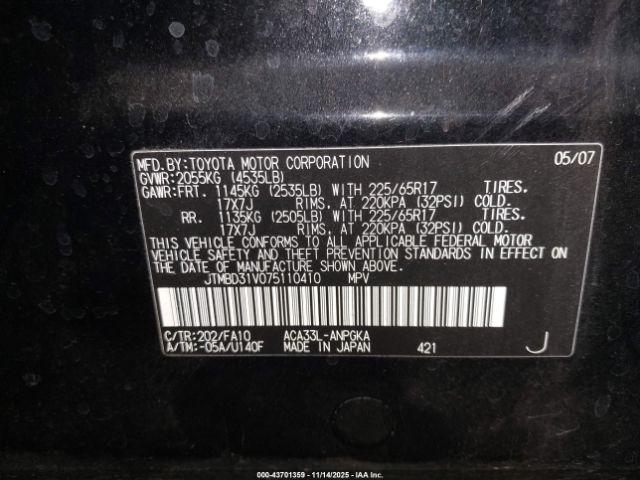 MFD.BY:TOYOTA MOTOR CORPORATION 05/07
GVWR:2055KG (4535LB)
GAWR:FRT. 1145KG (2535LB) WITH 225/65R17 TIRES.
17X7J RIMS, AT 220KPA (32PSI) COLD.
RR. 1135KG (2505LB) WITH 225/65R17 TIRES.
17X7J RIMS, AT 220KPA (32PSI) COLD.
THIS VEHICLE CONFORMS TO ALL APPLICABLE FEDERAL MOTOR
VEHICLE SAFETY AND THEFT PREVENTION STANDARDS IN EFFECT
ON THE DATE OF MANUFACTURE SHOWN ABOVE.
JTMBD31V075110410 MPV
C/TR:202/FA10 ACA33L-ANPGKA
A/TM:-05A/U140F MADE IN JAPAN 421 J
000-43701359 - 11/14/2025 - IAA Inc.